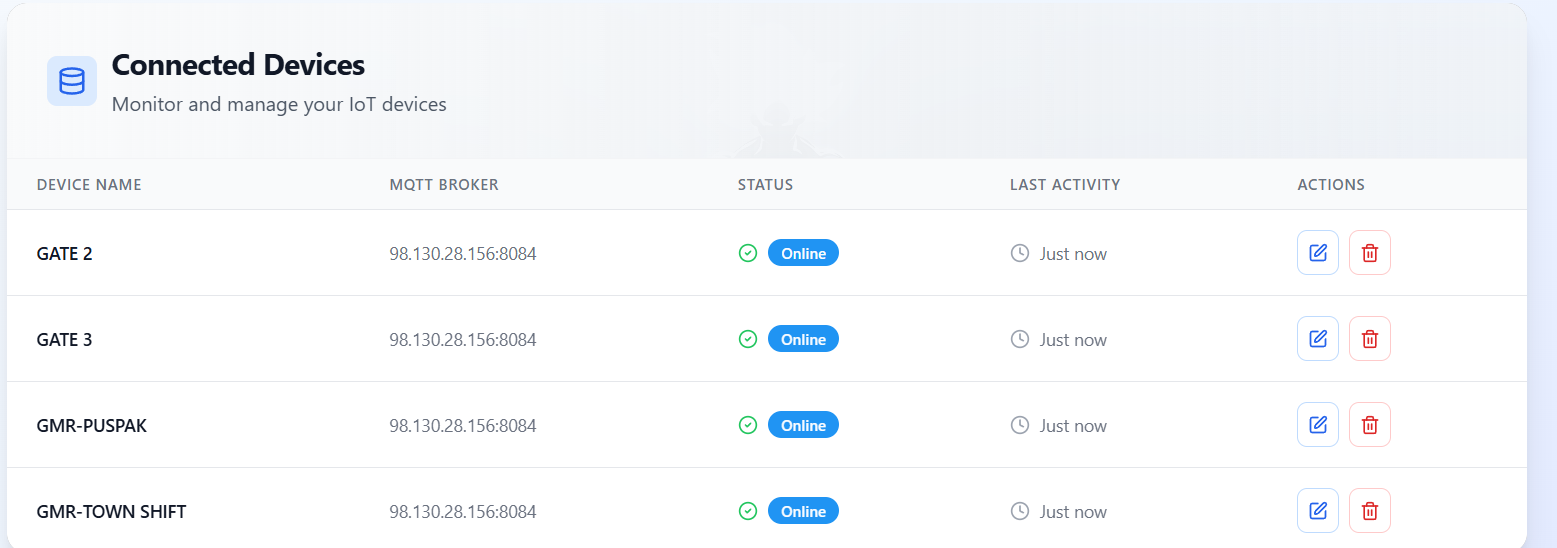 Connected Devices
Monitor and manage your IoT devices
DEVICE NAME MQTT BROKER STATUS LAST ACTIVITY ACTIONS
GATE 2 98.130.28.156:8084 Online Just now
GATE 3 98.130.28.156:8084 Online Just now
GMR-PUSPAK 98.130.28.156:8084 Online Just now
GMR-TOWN SHIFT 98.130.28.156:8084 Online Just now